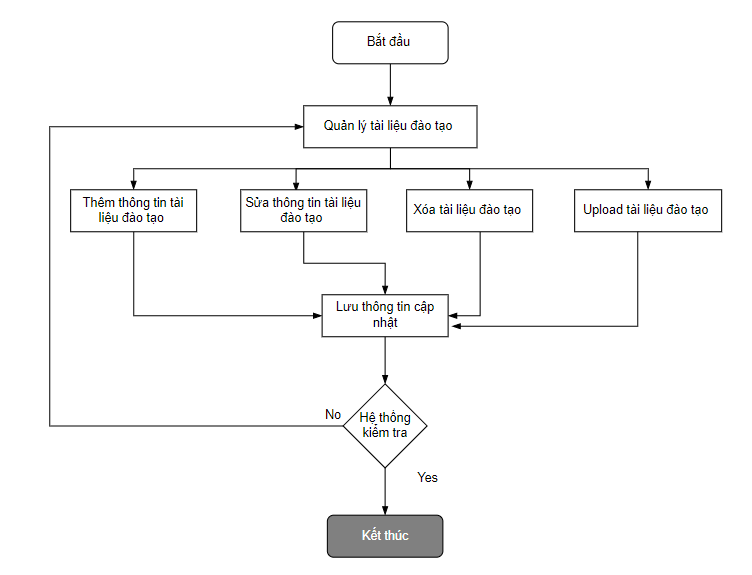 Bắt đầu
Quản lý tài liệu đào tạo
Thêm thông tin tài
liệu đào tạo
Sửa thông tin tài liệu
đào tạo
Xóa tài liệu đào tạo
Upload tài liệu đào tạo
Lưu thông tin cập
nhật
No
Hệ thống
kiểm tra
Yes
Kết thúc